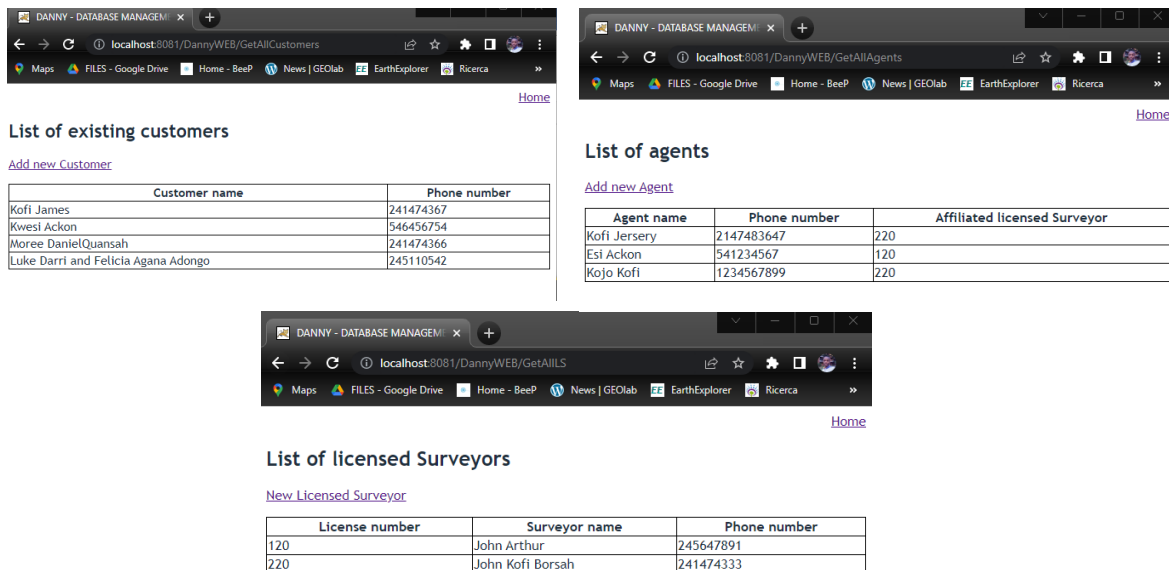 DANNY - DATABASE MANAGEM
localhost:8081/DannyWEB/GetAllCustomers
Maps FILES - Google Drive Home - BeeP News | GEOlab EE EarthExplorer Ricerca »
Home
List of existing customers
Add new Customer
Customer name Phone number
Kofi James 241474367
Kwesi Ackon 546456754
Moree DanielQuansah 241474366
Luke Darri and Felicia Agana Adongo 245110542
DANNY - DATABASE MANAGEM
localhost:8081/DannyWEB/GetAllAgents
Maps FILES - Google Drive Home - BeeP News | GEOlab EE EarthExplorer Ricerca »
Home
List of agents
Add new Agent
Agent name Phone number Affiliated licensed Surveyor
Kofi Jersery 2147483647 220
Esi Ackon 541234567 120
Kojo Kofi 1234567899 220
DANNY - DATABASE MANAGEM
localhost:8081/DannyWEB/GetAllLS
Maps FILES - Google Drive Home - BeeP News | GEOlab EE EarthExplorer Ricerca »
Home
List of licensed Surveyors
New Licensed Surveyor
License number Surveyor name Phone number
120 John Arthur 245647891
220 John Kofi Borsah 241474333